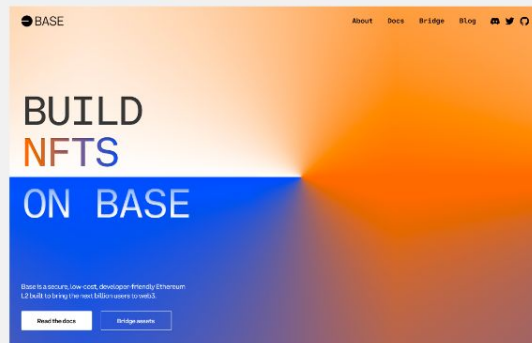 BASE
About Docs Bridge Blog
BUILD
NFTS
ON BASE
Base is a secure, low-cost, developer-friendly Ethereum
L2 built to bring the next billion users to web3.
Read the docs Bridge assets